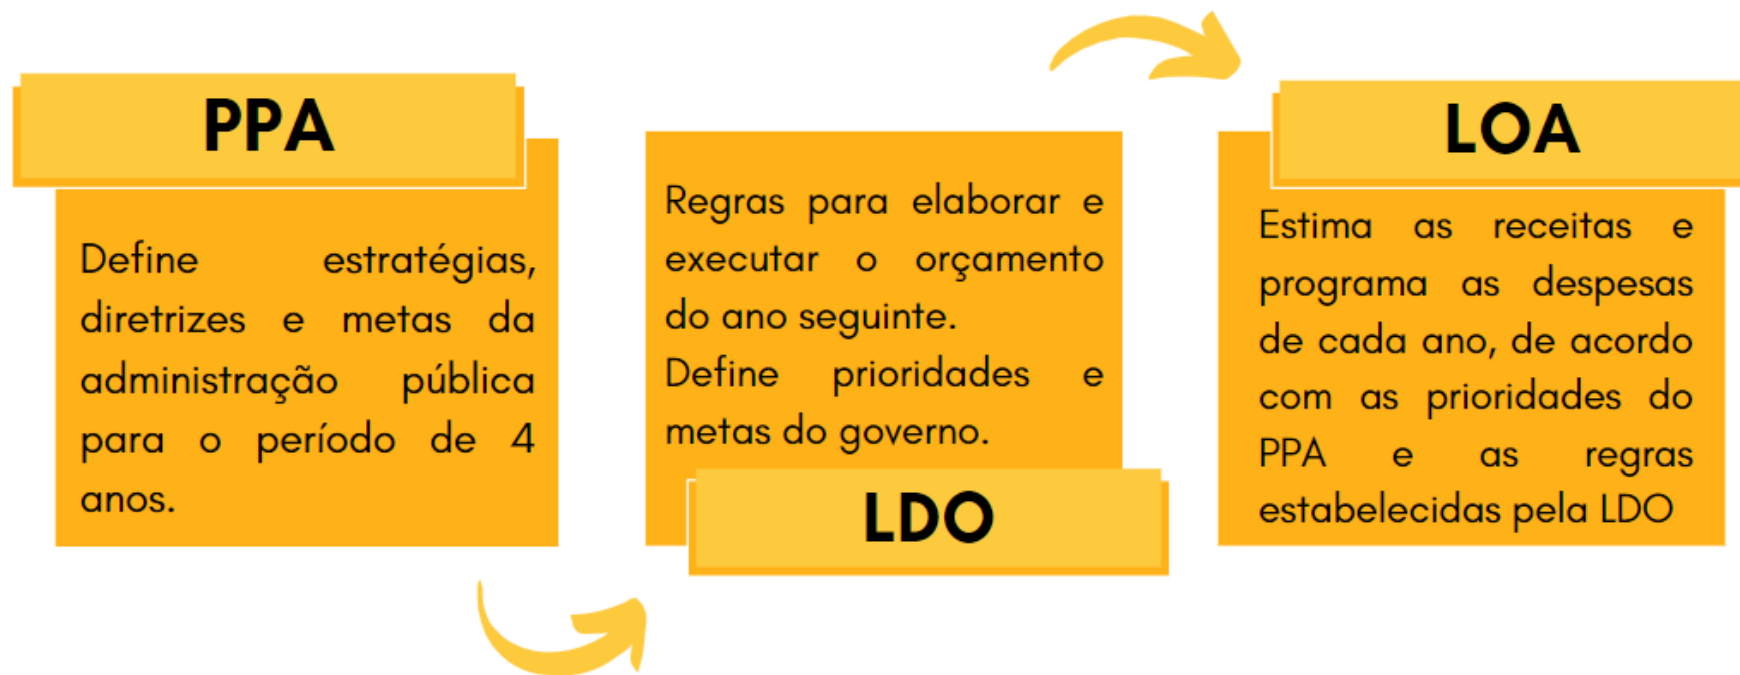 PPA
Define estratégias,
diretrizes e metas da
administração pública
para o período de 4
anos.
Regras para elaborar e
executar o orçamento
do ano seguinte.
Define prioridades e
metas do governo.
LDO
LOA
Estima as receitas e
programa as despesas
de cada ano, de acordo
com as prioridades do
PPA e as regras
estabelecidas pela LDO